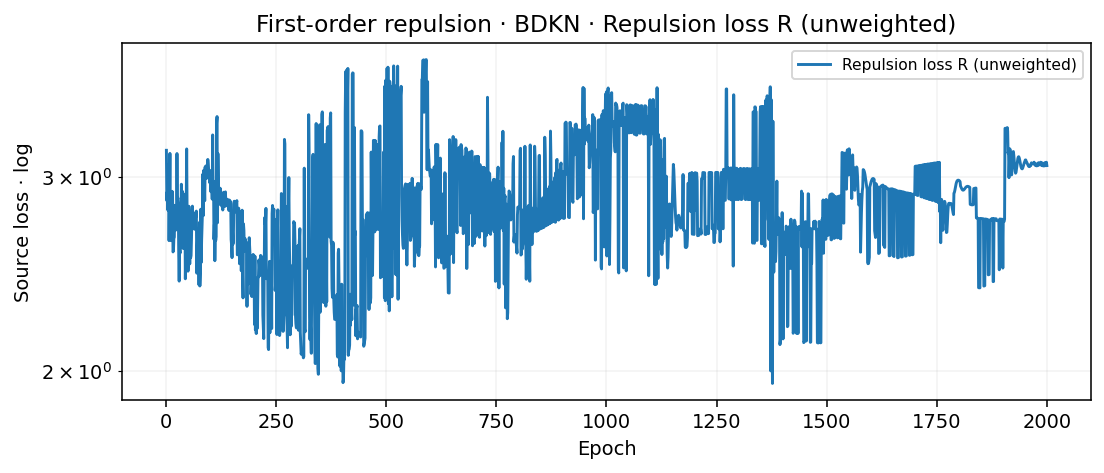 First-order repulsion · BDKN · Repulsion loss R (unweighted)
Repulsion loss R (unweighted)
Source loss · log
3 × 10⁰
2 × 10⁰
0 250 500 750 1000 1250 1500 1750 2000
Epoch